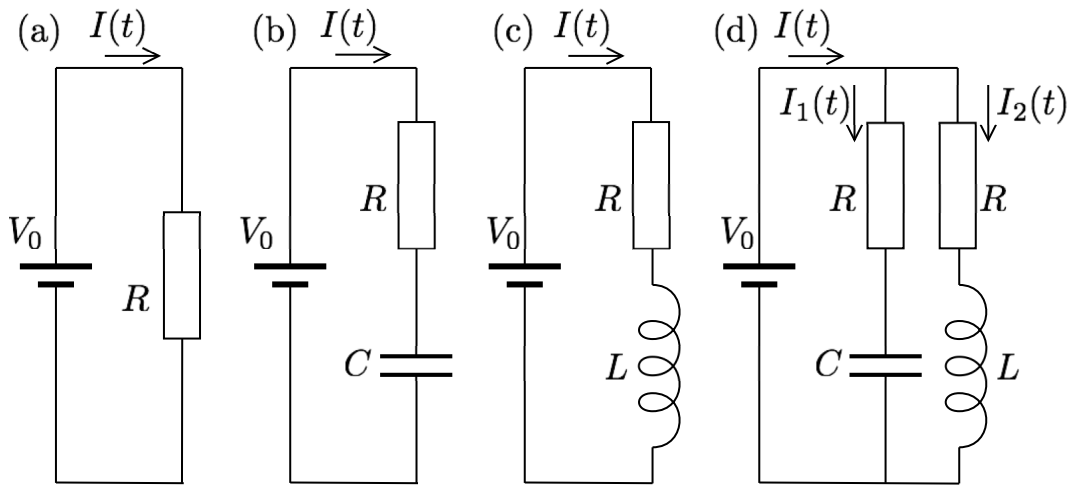 (a) I(t)
V₀
R
(b) I(t)
R
V₀
C
(c) I(t)
R
V₀
L
(d) I(t)
I₁(t) I₂(t)
R R
V₀
C L